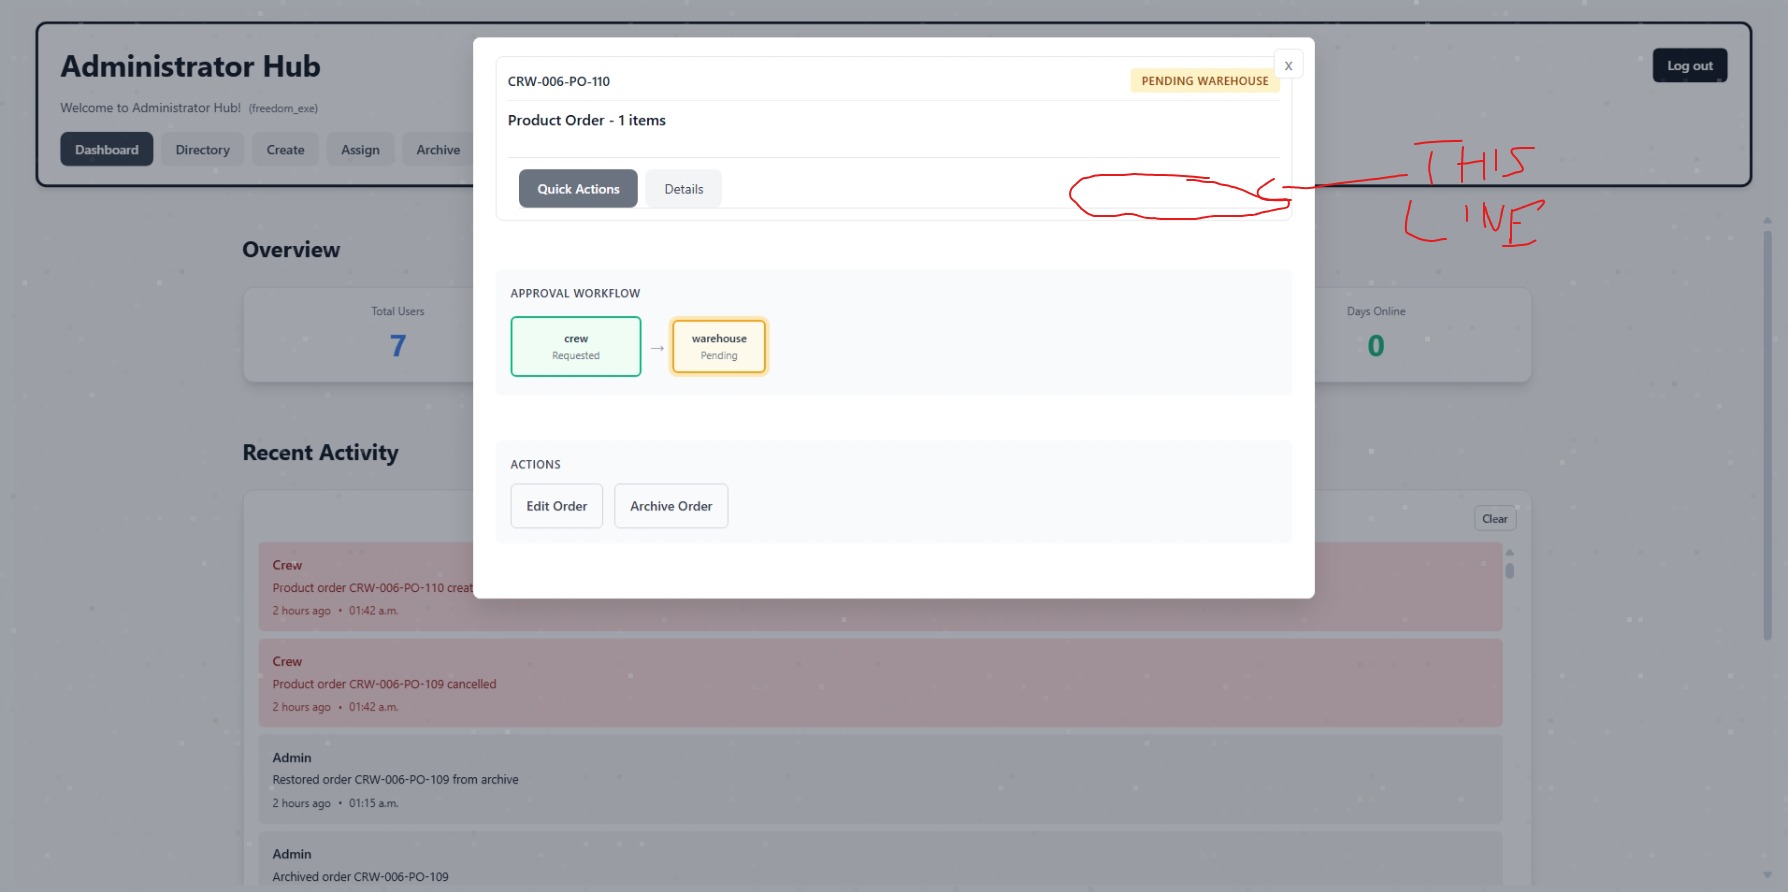 Administrator Hub
Welcome to Administrator Hub! (freedom_exe)
Log out
Dashboard
Directory
Create
Assign
Archive
CRW-006-PO-110
PENDING WAREHOUSE
X
Product Order - 1 items
Quick Actions
Details
THIS
LINE
Overview
Total Users
7
Days Online
0
APPROVAL WORKFLOW
crew
Requested
→
warehouse
Pending
Recent Activity
ACTIONS
Edit Order
Archive Order
Clear
Crew
Product order CRW-006-PO-110 creat
2 hours ago • 01:42 a.m.
Crew
Product order CRW-006-PO-109 cancelled
2 hours ago • 01:42 a.m.
Admin
Restored order CRW-006-PO-109 from archive
2 hours ago • 01:15 a.m.
Admin
Archived order CRW-006-PO-109